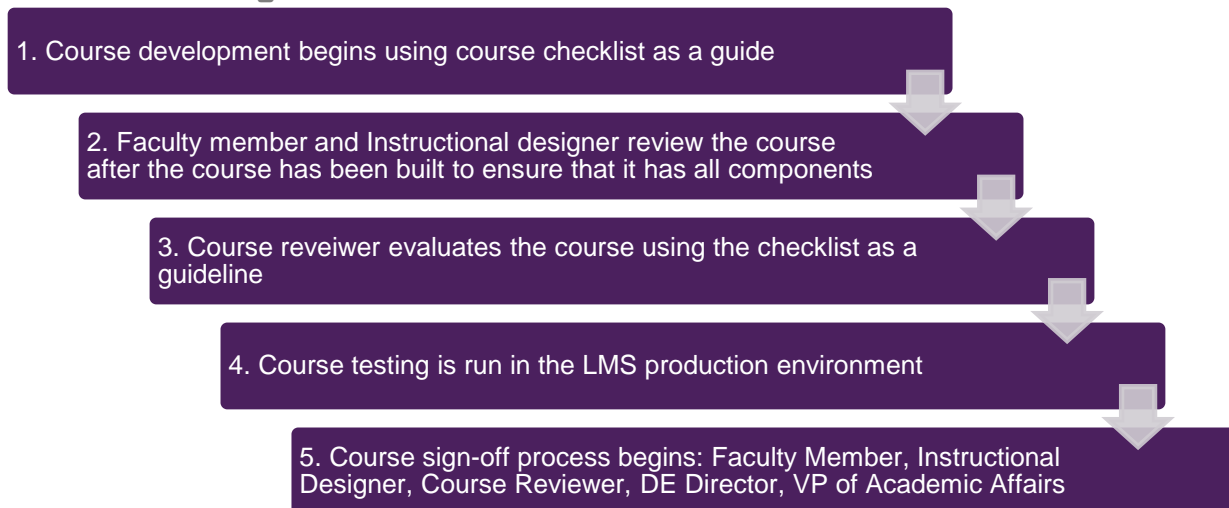 1. Course development begins using course checklist as a guide
2. Faculty member and Instructional designer review the course
after the course has been built to ensure that it has all components
3. Course reveiwer evaluates the course using the checklist as a
guideline
4. Course testing is run in the LMS production environment
5. Course sign-off process begins: Faculty Member, Instructional
Designer, Course Reviewer, DE Director, VP of Academic Affairs